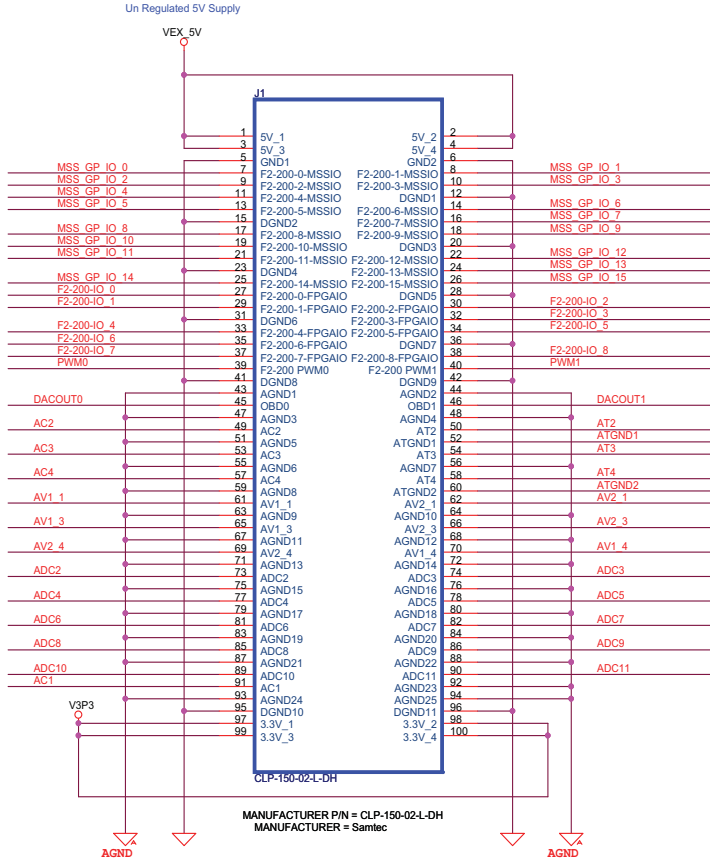 Un Regulated 5V Supply
VEX_5V
J1
1 5V_1 5V_2 2
3 5V_3 5V_4 4
5 GND1 GND2 6
MSS_GP_IO_0 7 F2-200-0-MSSIO F2-200-1-MSSIO 8 MSS_GP_IO_1
MSS_GP_IO_2 9 F2-200-2-MSSIO F2-200-3-MSSIO 10 MSS_GP_IO_3
MSS_GP_IO_4 11 F2-200-4-MSSIO DGND1 12
MSS_GP_IO_5 13 F2-200-5-MSSIO F2-200-6-MSSIO 14 MSS_GP_IO_6
15 DGND2 F2-200-7-MSSIO 16 MSS_GP_IO_7
MSS_GP_IO_8 17 F2-200-8-MSSIO F2-200-9-MSSIO 18 MSS_GP_IO_9
MSS_GP_IO_10 19 F2-200-10-MSSIO DGND3 20
MSS_GP_IO_11 21 F2-200-11-MSSIO F2-200-12-MSSIO 22 MSS_GP_IO_12
23 DGND4 F2-200-13-MSSIO 24 MSS_GP_IO_13
MSS_GP_IO_14 25 F2-200-14-MSSIO F2-200-15-MSSIO 26 MSS_GP_IO_15
F2-200-IO_0 27 F2-200-0-FPGAIO DGND5 28
F2-200-IO_1 29 F2-200-1-FPGAIO F2-200-2-FPGAIO 30 F2-200-IO_2
31 DGND6 F2-200-3-FPGAIO 32 F2-200-IO_3
F2-200-IO_4 33 F2-200-4-FPGAIO F2-200-5-FPGAIO 34 F2-200-IO_5
F2-200-IO_6 35 F2-200-6-FPGAIO DGND7 36
F2-200-IO_7 37 F2-200-7-FPGAIO F2-200-8-FPGAIO 38 F2-200-IO_8
PWM0 39 F2-200 PWM0 F2-200 PWM1 40 PWM1
41 DGND8 DGND9 42
43 AGND1 AGND2 44
DACOUT0 45 OBD0 OBD1 46 DACOUT1
47 AGND3 AGND4 48
AC2 49 AC2 AT2 50 AT2
51 AGND5 ATGND1 52 ATGND1
AC3 53 AC3 AT3 54 AT3
55 AGND6 AGND7 56
AC4 57 AC4 AT4 58 AT4
59 AGND8 ATGND2 60 ATGND2
AV1_1 61 AV1_1 AV2_1 62 AV2_1
63 AGND9 AGND10 64
AV1_3 65 AV1_3 AV2_3 66 AV2_3
67 AGND11 AGND12 68
AV2_4 69 AV2_4 AV1_4 70 AV1_4
71 AGND13 AGND14 72
ADC2 73 ADC2 ADC3 74 ADC3
75 AGND15 AGND16 76
ADC4 77 ADC4 ADC5 78 ADC5
79 AGND17 AGND18 80
ADC6 81 ADC6 ADC7 82 ADC7
83 AGND19 AGND20 84
ADC8 85 ADC8 ADC9 86 ADC9
87 AGND21 AGND22 88
ADC10 89 ADC10 ADC11 90 ADC11
AC1 91 AC1 AGND23 92
93 AGND24 AGND25 94
95 DGND10 DGND11 96
V3P3 97 3.3V_1 3.3V_2 98
99 3.3V_3 3.3V_4 100
CLP-150-02-L-DH
MANUFACTURER P/N = CLP-150-02-L-DH
MANUFACTURER = Samtec
A A
AGND AGND